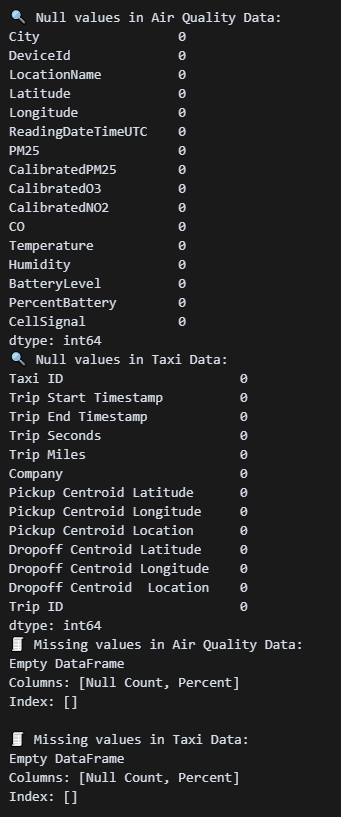 🔍 Null values in Air Quality Data:
City 0
DeviceId 0
LocationName 0
Latitude 0
Longitude 0
ReadingDateTimeUTC 0
PM25 0
CalibratedPM25 0
CalibratedO3 0
CalibratedNO2 0
CO 0
Temperature 0
Humidity 0
BatteryLevel 0
PercentBattery 0
CellSignal 0
dtype: int64
🔍 Null values in Taxi Data:
Taxi ID 0
Trip Start Timestamp 0
Trip End Timestamp 0
Trip Seconds 0
Trip Miles 0
Company 0
Pickup Centroid Latitude 0
Pickup Centroid Longitude 0
Pickup Centroid Location 0
Dropoff Centroid Latitude 0
Dropoff Centroid Longitude 0
Dropoff Centroid  Location 0
Trip ID 0
dtype: int64
🧾 Missing values in Air Quality Data:
Empty DataFrame
Columns: [Null Count, Percent]
Index: []

🧾 Missing values in Taxi Data:
Empty DataFrame
Columns: [Null Count, Percent]
Index: []